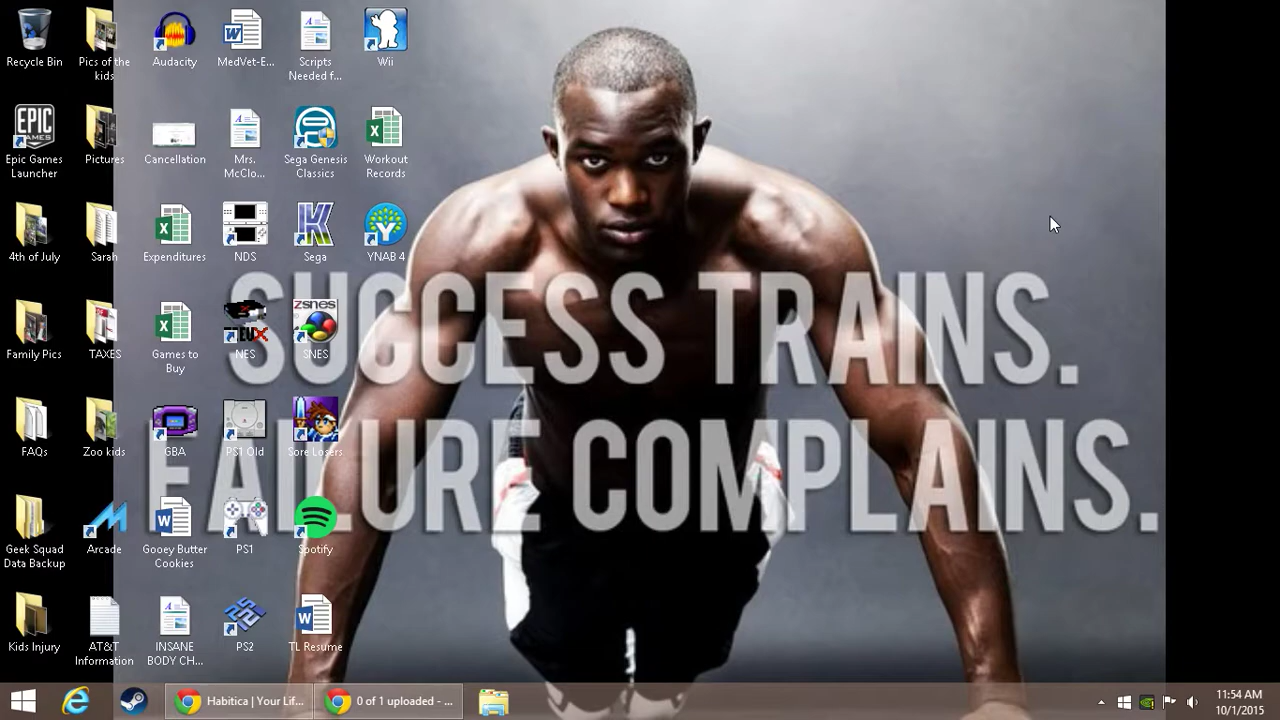 Recycle Bin
Pics of the
kids
Audacity
MedVet-E...
Scripts
Needed f...
Wii
EPIC
GAMES
Epic Games
Launcher
Pictures
Cancellation
Mrs.
McClo...
Sega Genesis
Classics
Workout
Records
4th of July
Sarah
Expenditures
NDS
Sega
YNAB 4
SUCCESS TRAINS.
Family Pics
TAXES
Games to
Buy
NES
zsnes
SNES
FAILURE COMPLAINS.
FAQs
Zoo kids
GBA
PS1 Old
Sore Losers
Geek Squad
Data Backup
Arcade
Gooey Butter
Cookies
PS1
Spotify
Kids Injury
AT&T
Information
INSANE
BODY CH...
PS2
TL Resume
Habitica | Your Lif...
0 of 1 uploaded - ...
11:54 AM
10/1/2015